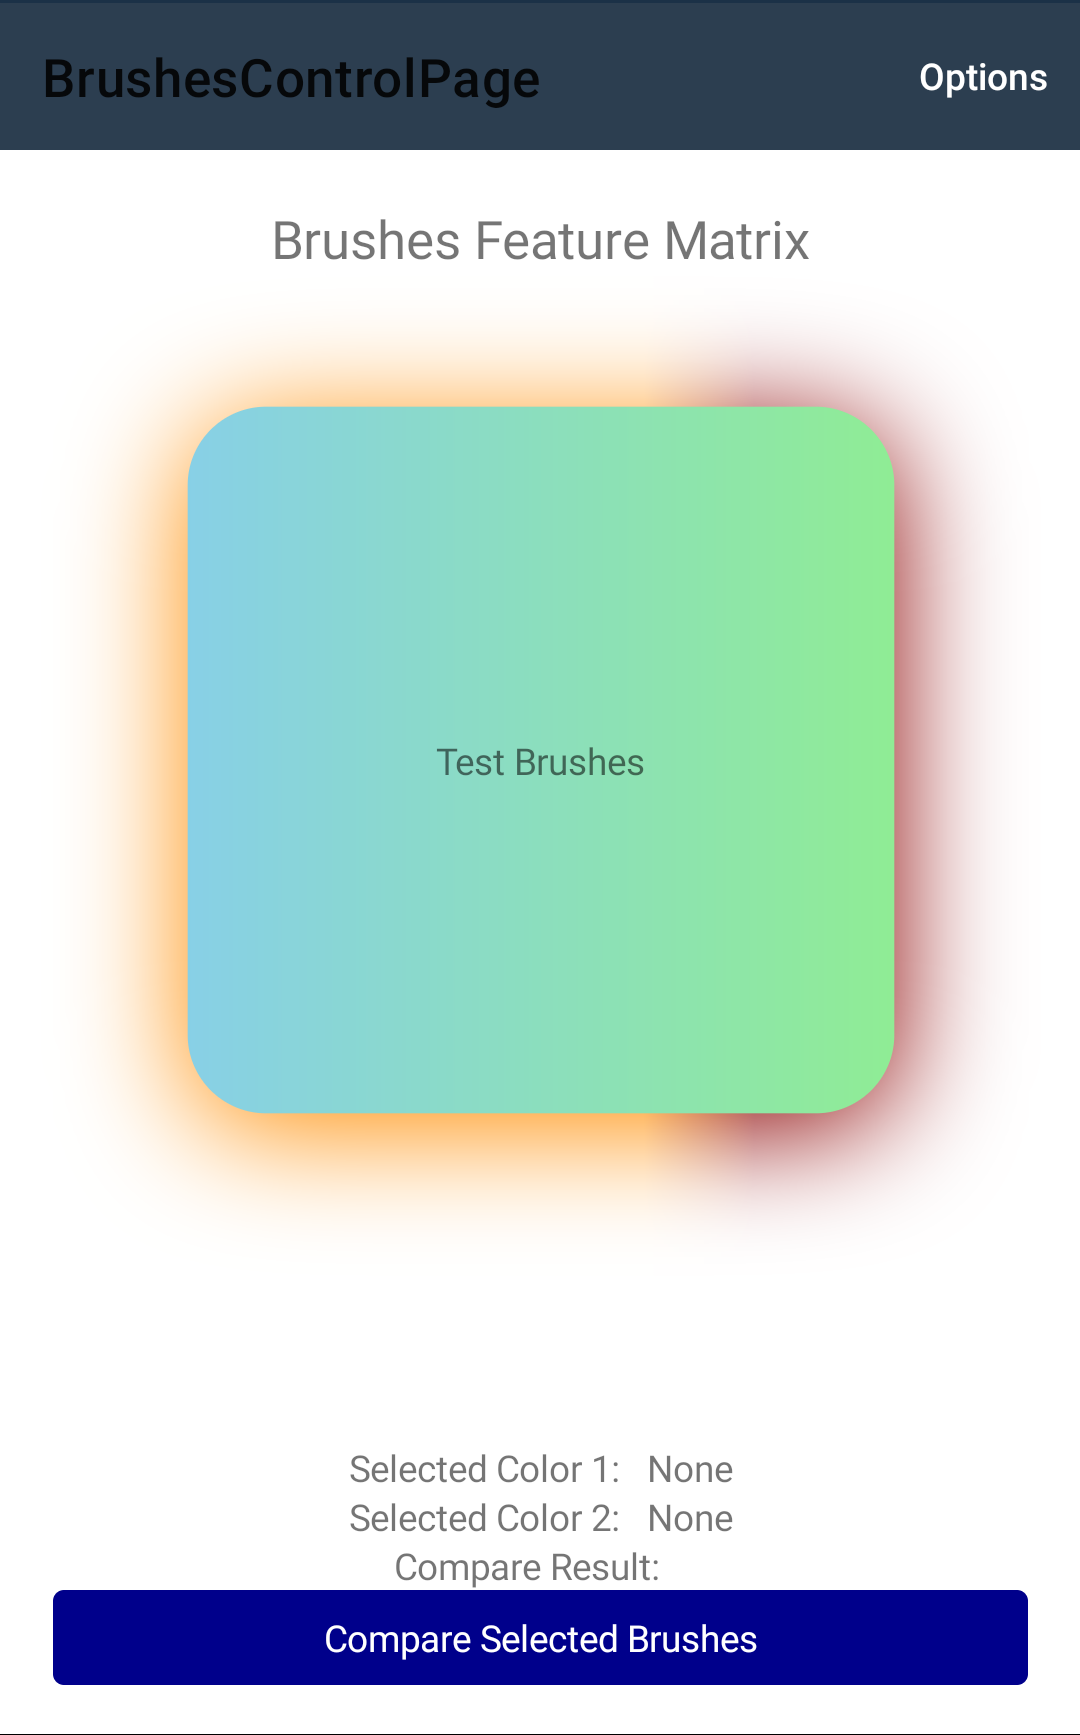 BrushesControlPage
Options
Brushes Feature Matrix
Test Brushes
Selected Color 1: None
Selected Color 2: None
Compare Result:
Compare Selected Brushes